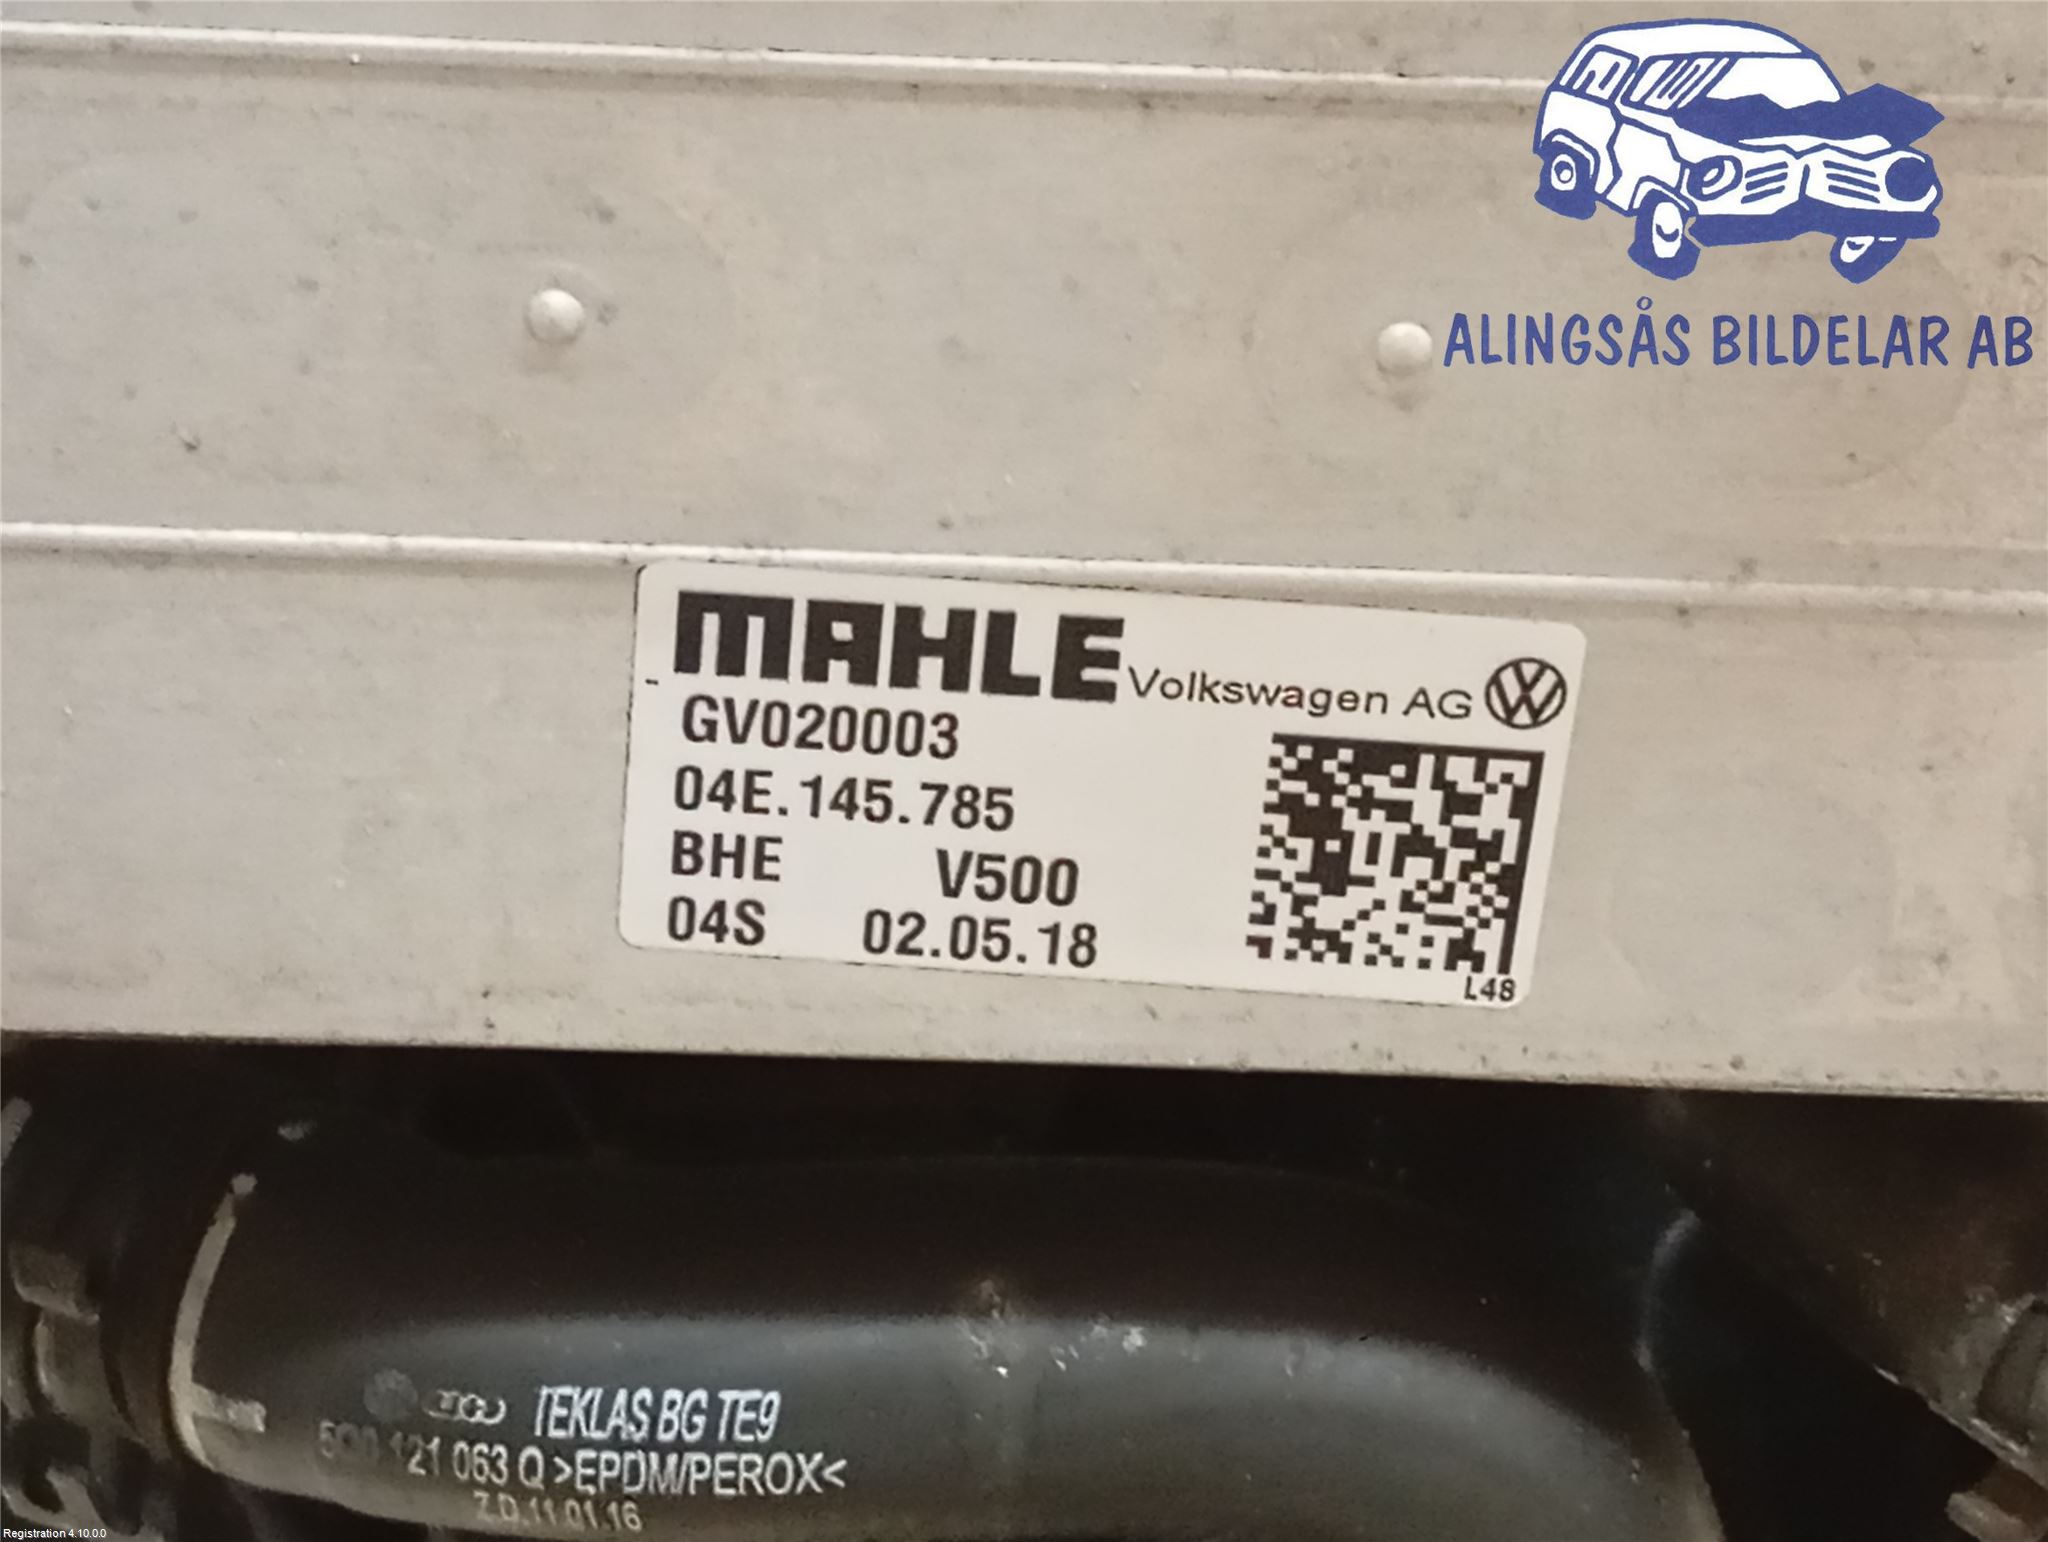 ALINGSÅS BILDELAR AB
MAHLE Volkswagen AG
GV020003
04E.145.785
BHE V500
04S 02.05.18
L48
TEKLAS BG TE9
5Q0 121 063 Q >EPDM/PEROX<
Z.D.11.01.16
Registration 4.10.0.0